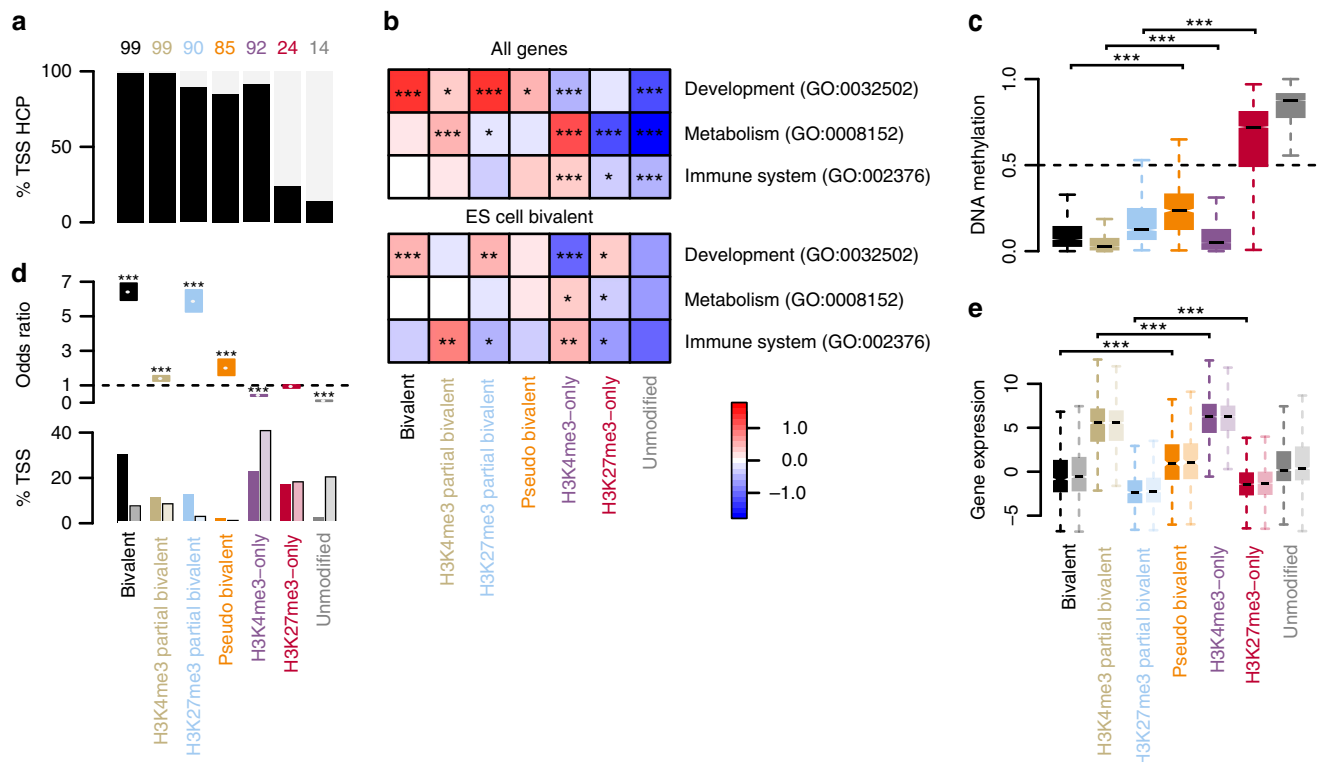 a
99 99 90 85 92 24 14
100
50
0
% TSS HCP
b
All genes
*** * *** * *** ***
Development (GO:0032502)
*** * *** *** ***
Metabolism (GO:0008152)
*** * ***
Immune system (GO:002376)
ES cell bivalent
*** ** *** *
Development (GO:0032502)
* *
Metabolism (GO:0008152)
** * ** *
Immune system (GO:002376)
Bivalent
H3K4me3 partial bivalent
H3K27me3 partial bivalent
Pseudo bivalent
H3K4me3−only
H3K27me3−only
Unmodified
1.0
0.0
−1.0
c
***
***
***
1.0
0.5
0.0
DNA methylation
d
7
5
3
1
0
Odds ratio
*** *** *** *** *** ***
40
20
0
% TSS
Bivalent
H3K4me3 partial bivalent
H3K27me3 partial bivalent
Pseudo bivalent
H3K4me3−only
H3K27me3−only
Unmodified
e
***
***
***
10
5
0
−5
Gene expression
Bivalent
H3K4me3 partial bivalent
H3K27me3 partial bivalent
Pseudo bivalent
H3K4me3−only
H3K27me3−only
Unmodified